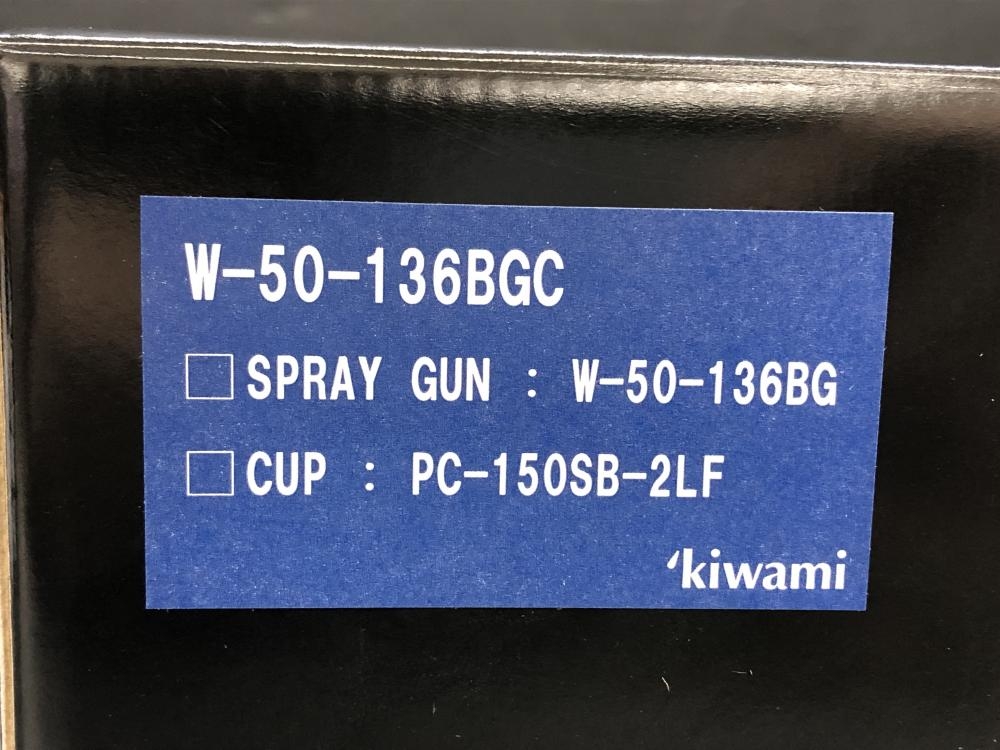 W-50-136BGC
□SPRAY GUN : W-50-136BG
□CUP : PC-150SB-2LF
'kiwami